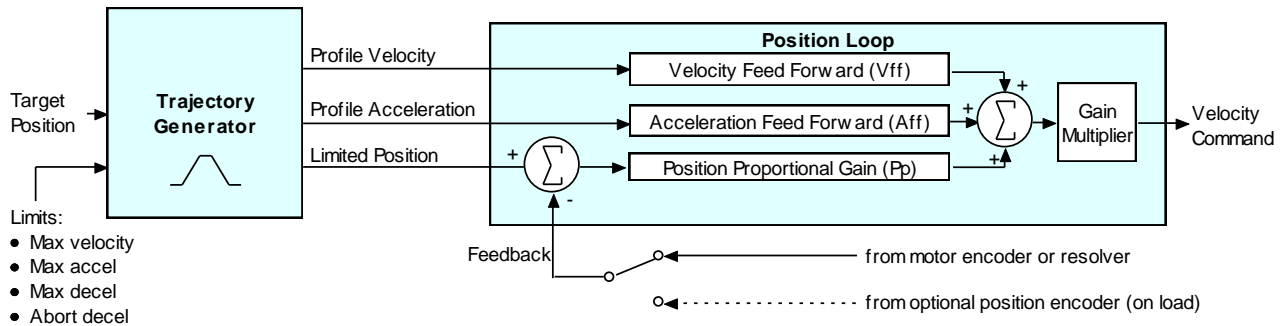 Target
Position
Limits:
● Max velocity
● Max accel
● Max decel
● Abort decel
Trajectory
Generator
Profile Velocity
Profile Acceleration
Limited Position
Position Loop
Velocity Feed Forward (Vff)
Acceleration Feed Forward (Aff)
Position Proportional Gain (Pp)
+
Σ
-
+
+
+
Σ
Gain
Multiplier
Velocity
Command
Feedback
from motor encoder or resolver
from optional position encoder (on load)